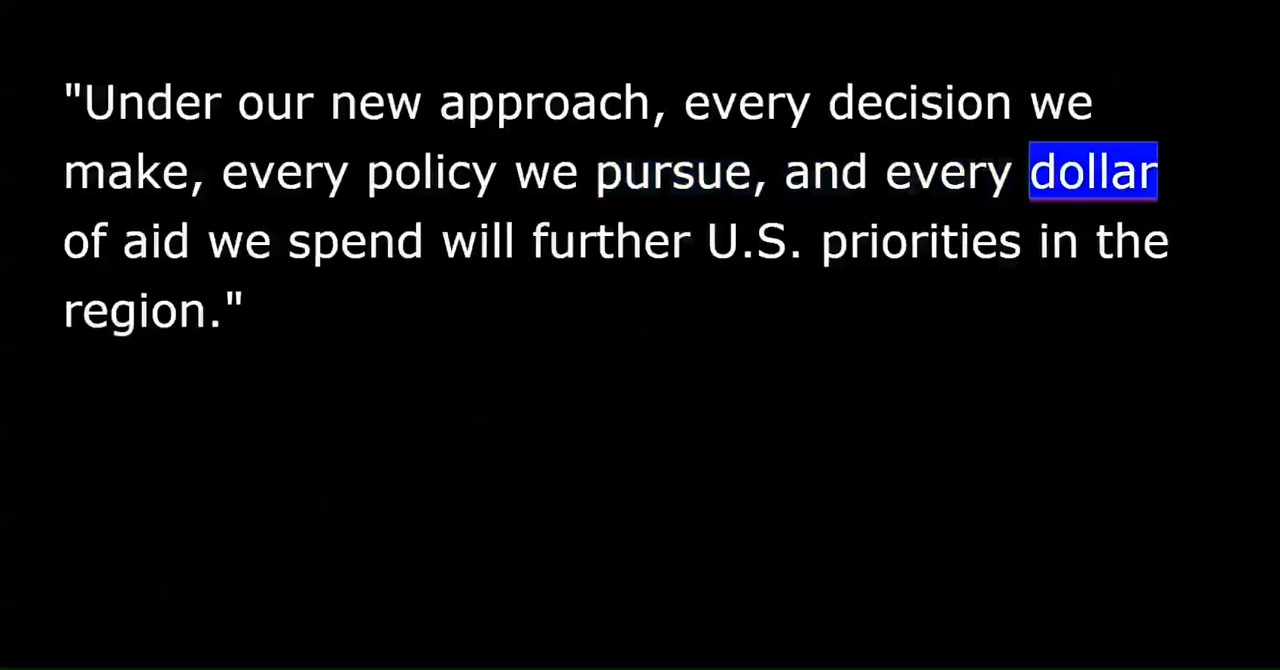 "Under our new approach, every decision we
make, every policy we pursue, and every dollar
of aid we spend will further U.S. priorities in the
region."